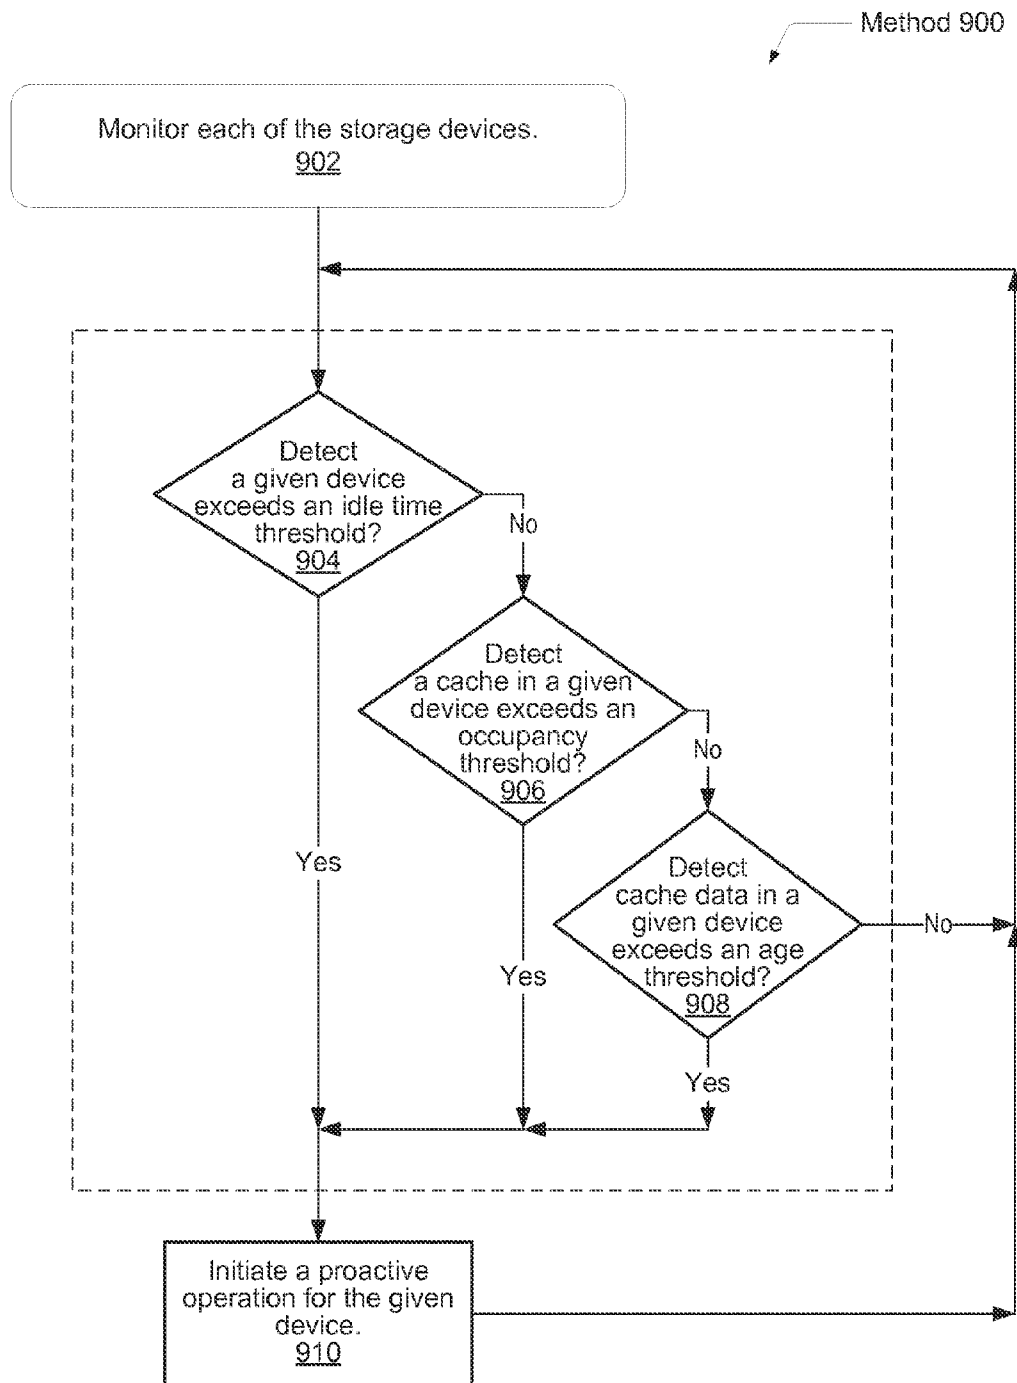 Method 900
Monitor each of the storage devices.
902
Detect
a given device
exceeds an idle time
threshold?
904
No
Detect
a cache in a given
device exceeds an
occupancy
threshold?
906
No
Yes
Detect
cache data in a
given device
exceeds an age
threshold?
908
No
Yes
Yes
Initiate a proactive
operation for the given
device.
910